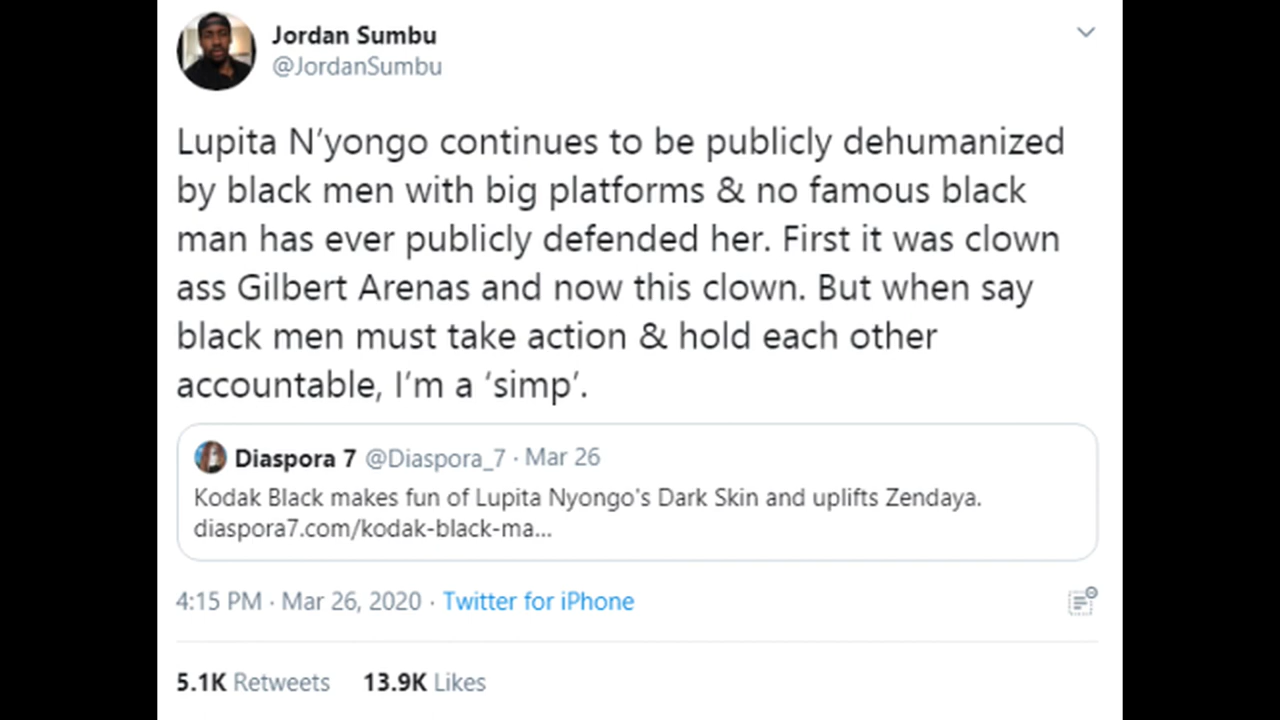 Jordan Sumbu
@JordanSumbu
Lupita N’yongo continues to be publicly dehumanized
by black men with big platforms & no famous black
man has ever publicly defended her. First it was clown
ass Gilbert Arenas and now this clown. But when say
black men must take action & hold each other
accountable, I’m a ‘simp’.
Diaspora 7 @Diaspora_7 · Mar 26
Kodak Black makes fun of Lupita Nyongo's Dark Skin and uplifts Zendaya.
diaspora7.com/kodak-black-ma...
4:15 PM · Mar 26, 2020 · Twitter for iPhone
5.1K Retweets 13.9K Likes